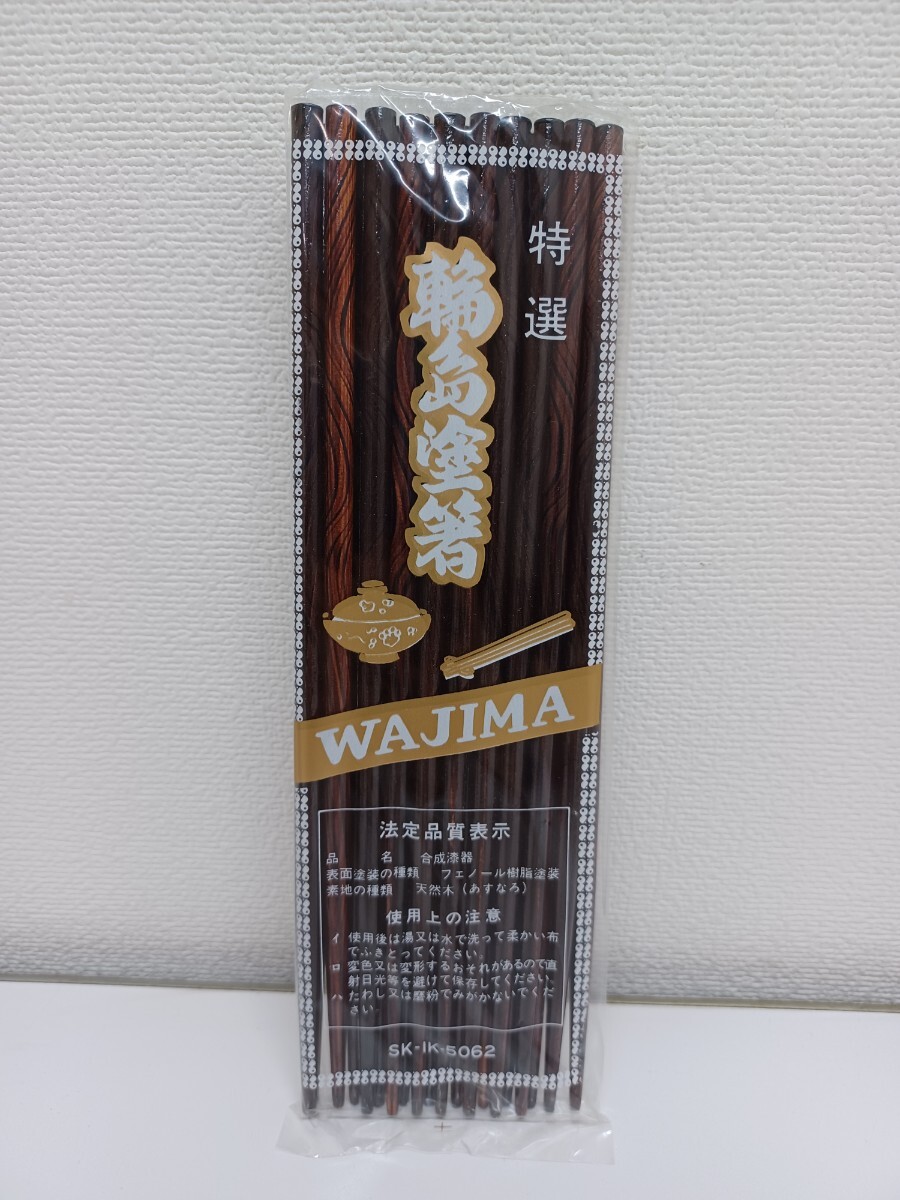 特選
輪島塗箸
WAJIMA
法定品質表示
品 名 合成漆器
表面塗装の種類 フェノール樹脂塗装
素地の種類 天然木（あすなろ）
使用上の注意
イ 使用後は湯又は水で洗って柔かい布
でふきとってください.
ロ 変色又は変形するおそれがあるので直
射日光等を避けて保存してください.
ハ たわし又は磨粉でみがかないでくだ
さい.
SK-IK-5062